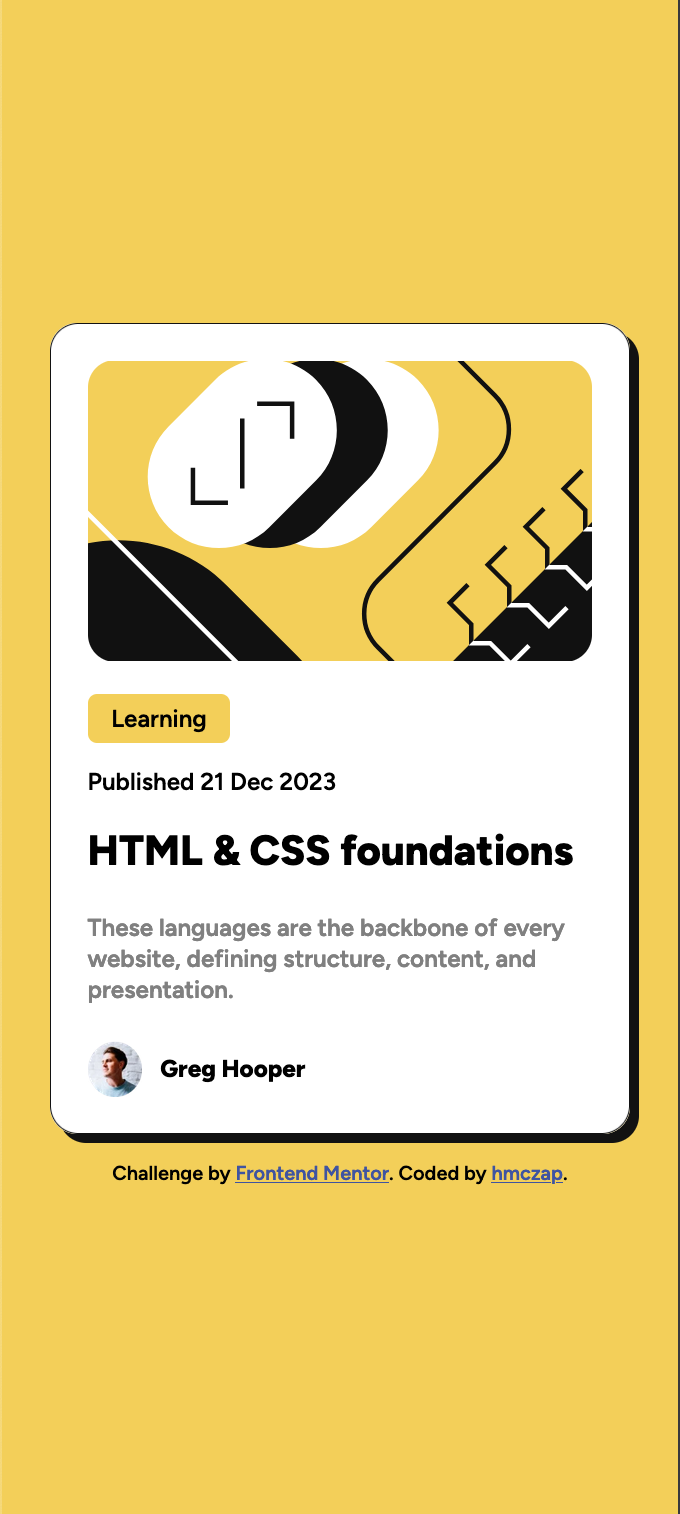 Learning
Published 21 Dec 2023
HTML & CSS foundations
These languages are the backbone of every
website, defining structure, content, and
presentation.
Greg Hooper
Challenge by Frontend Mentor. Coded by hmczap.